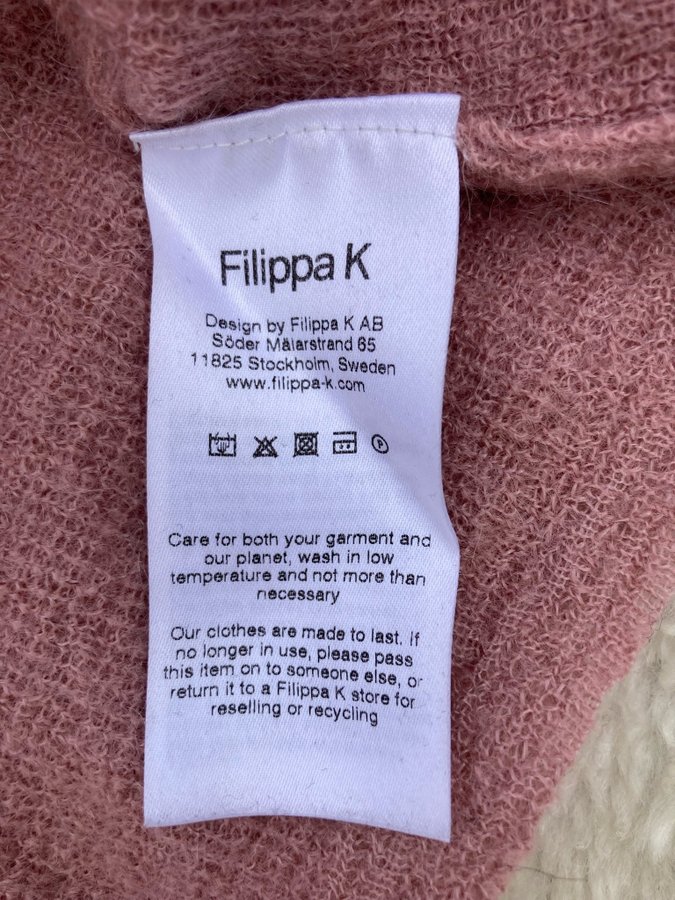 Filippa K
Design by Filippa K AB
Söder Mälarstrand 65
11825 Stockholm, Sweden
www.filippa-k.com
P
Care for both your garment and
our planet, wash in low
temperature and not more than
necessary
Our clothes are made to last. If
no longer in use, please pass
this item on to someone else, or
return it to a Filippa K store for
reselling or recycling